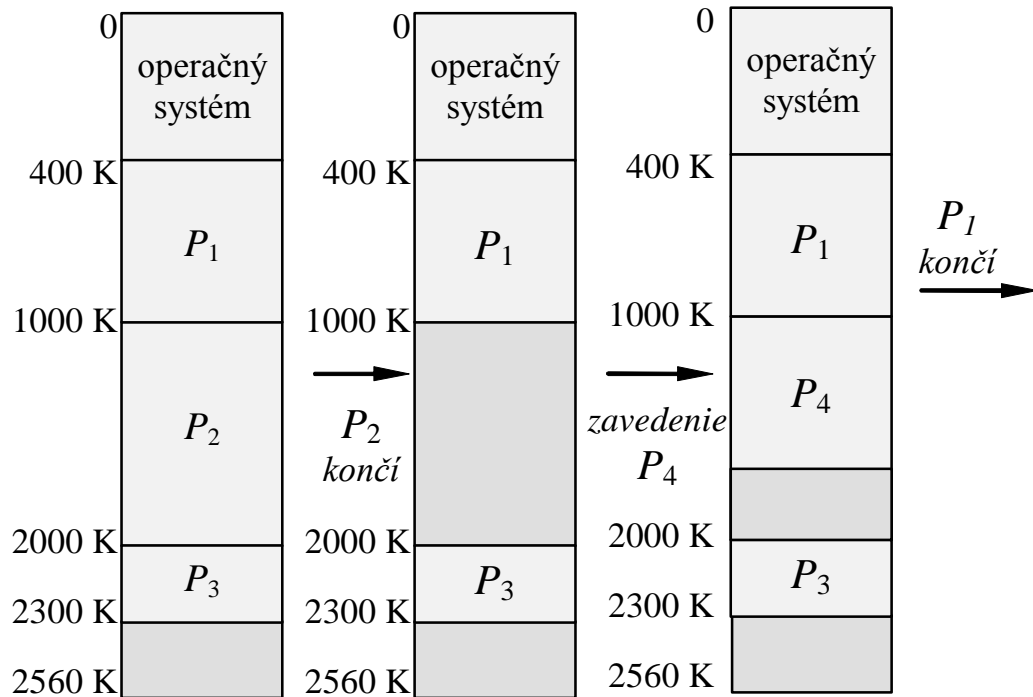 0
operačný
systém
400 K
P1
1000 K
P2
2000 K
P3
2300 K
2560 K
P2
končí
0
operačný
systém
400 K
P1
1000 K
2000 K
P3
2300 K
2560 K
zavedenie
P4
0
operačný
systém
400 K
P1
1000 K
P4
2000 K
P3
2300 K
2560 K
P1
končí